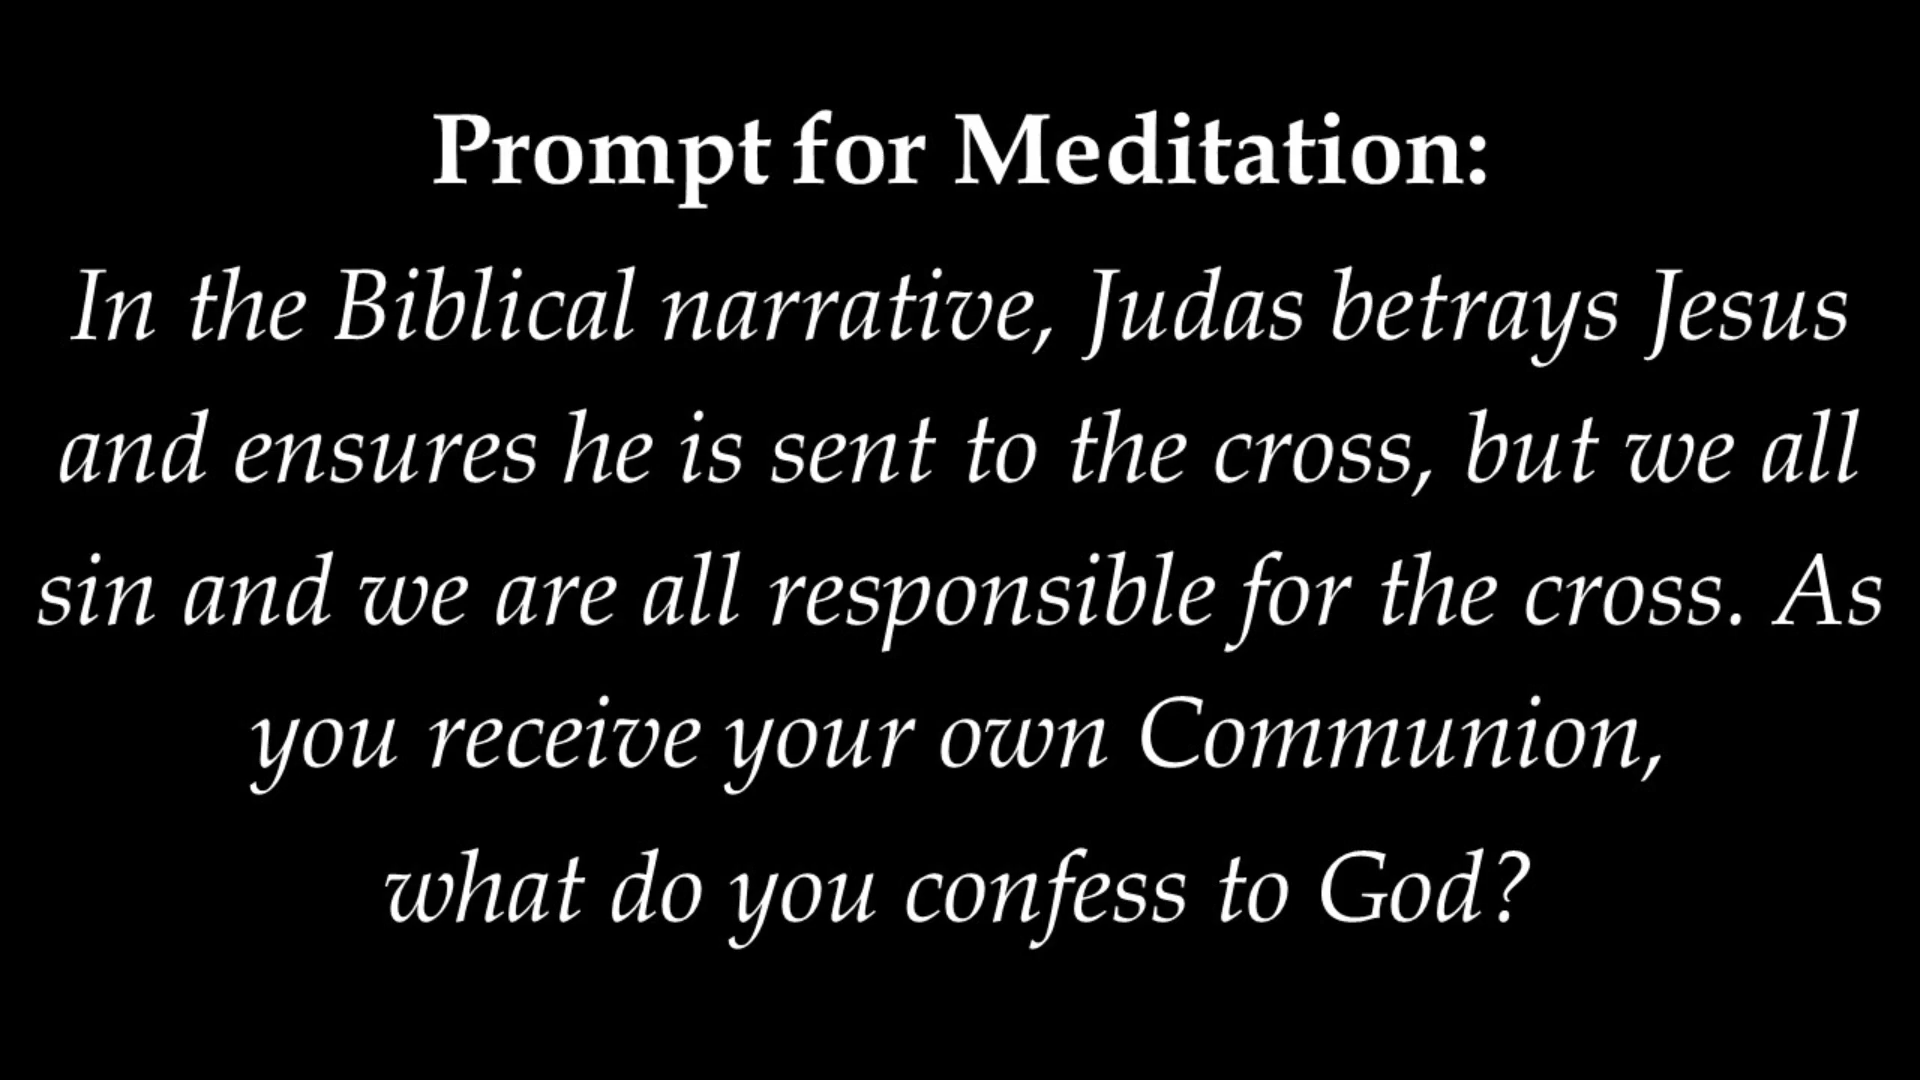 Prompt for Meditation:
In the Biblical narrative, Judas betrays Jesus
and ensures he is sent to the cross, but we all
sin and we are all responsible for the cross. As
you receive your own Communion,
what do you confess to God?